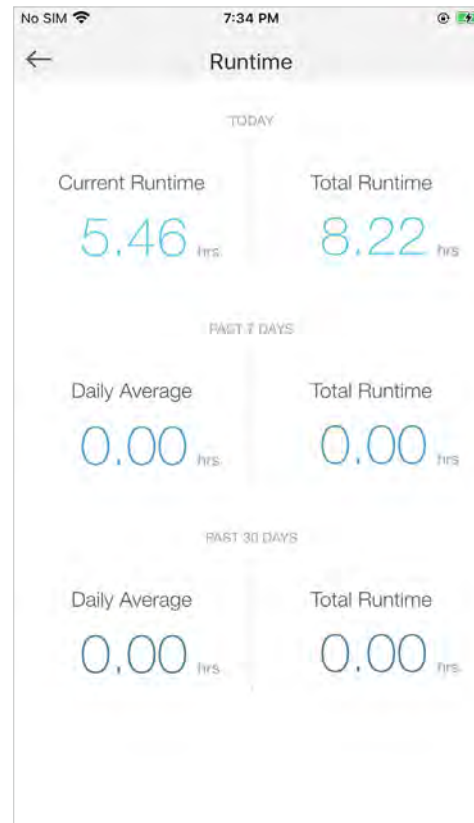 No SIM 7:34 PM
Runtime
TODAY
Current Runtime Total Runtime
5.46 hrs 8.22 hrs
PAST 7 DAYS
Daily Average Total Runtime
0.00 hrs 0.00 hrs
PAST 30 DAYS
Daily Average Total Runtime
0.00 hrs 0.00 hrs